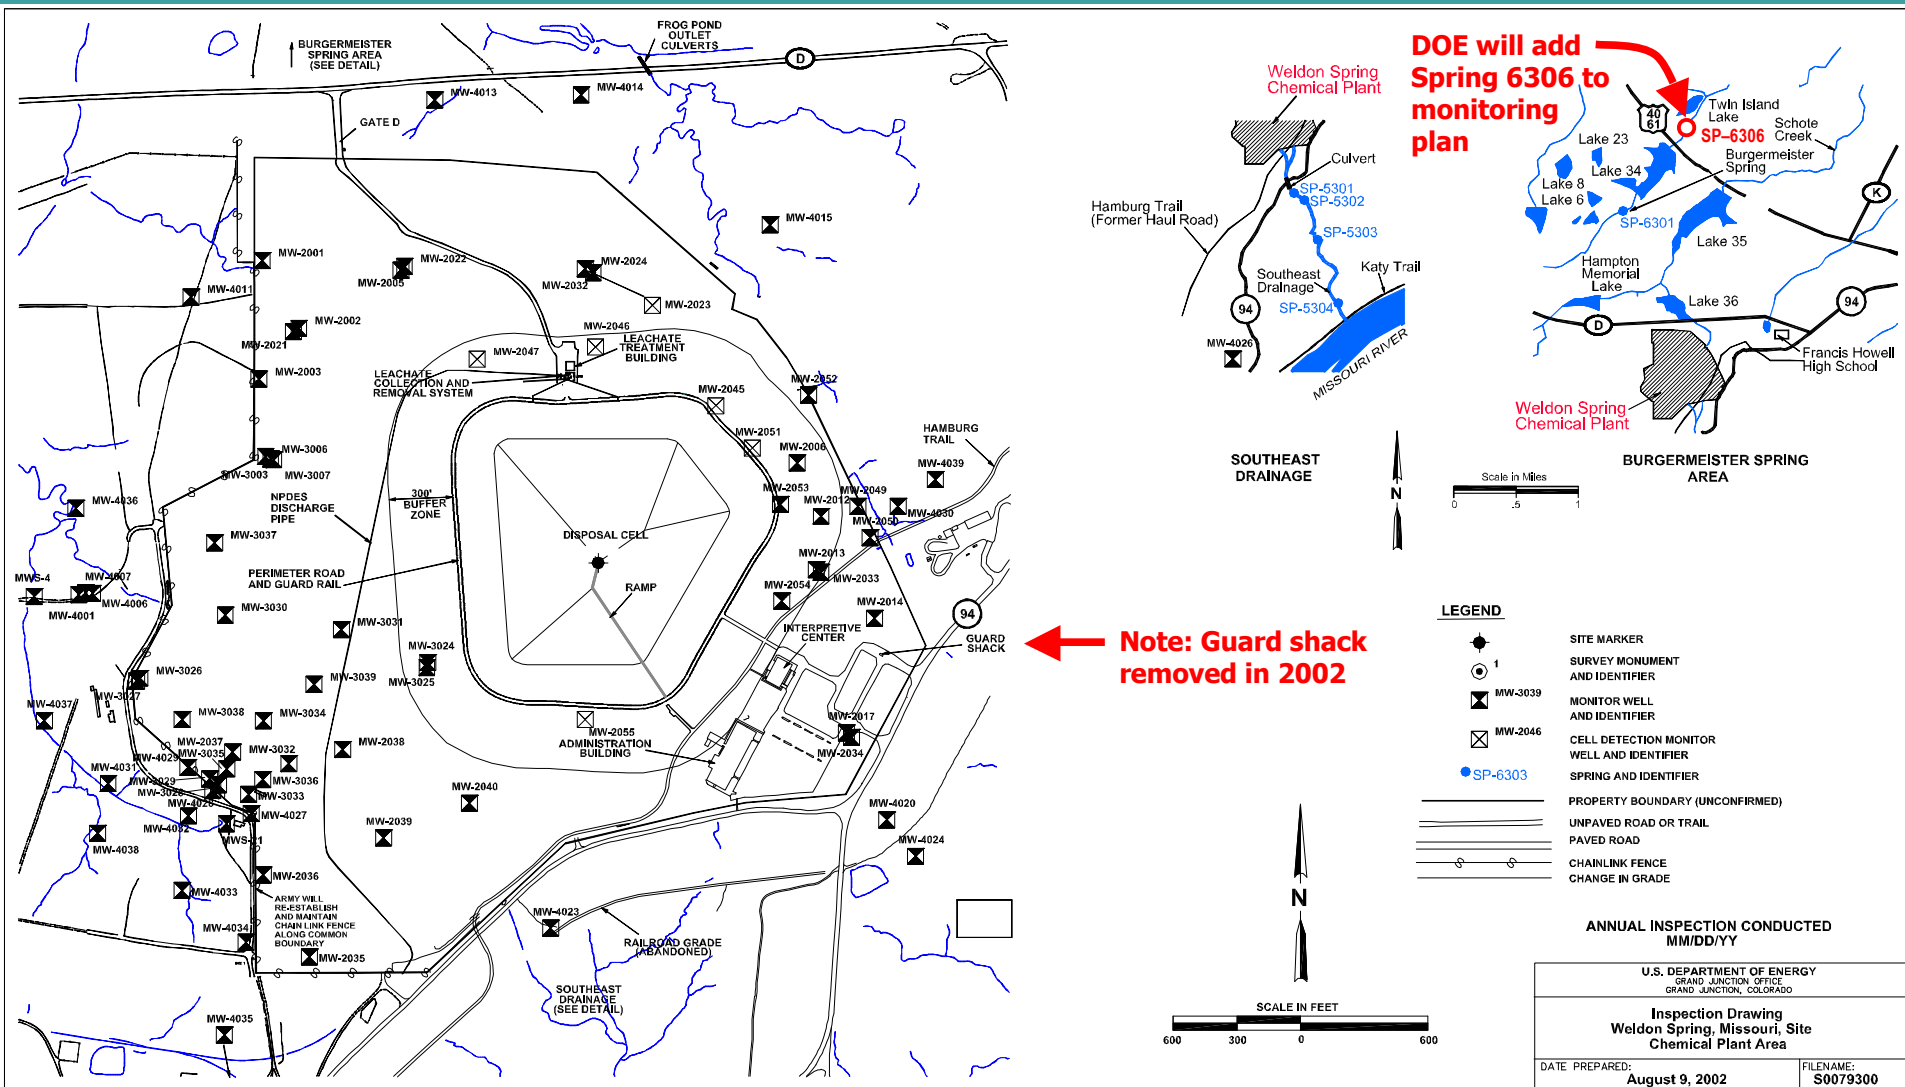 BURGERMEISTER
SPRING AREA
(SEE DETAIL)
FROG POND
OUTLET
CULVERTS
D
MW-4013
MW-4014
GATE D
MW-4015
MW-2001
MW-2022
MW-2005
MW-2024
MW-2032
MW-2023
MW-4011
MW-2002
MW-2021
MW-2046
MW-2047
LEACHATE
TREATMENT
BUILDING
MW-2003
LEACHATE
COLLECTION AND
REMOVAL SYSTEM
MW-2052
MW-2045
MW-2051
HAMBURG
TRAIL
MW-3006
MW-3003
MW-3007
MW-2006
MW-4039
NPDES
DISCHARGE
PIPE
300'
BUFFER
ZONE
MW-2053
MW-2012
MW-2049
MW-4030
MW-2050
MW-4036
MW-3037
DISPOSAL CELL
MW-2013
MW-2033
MWS-4
MW-4007
MW-4006
MW-4001
PERIMETER ROAD
AND GUARD RAIL
RAMP
MW-2054
MW-2014
MW-3030
MW-3031
94
INTERPRETIVE
CENTER
GUARD
SHACK
MW-3024
MW-3025
MW-3026
MW-3027
MW-3039
MW-4037
MW-3038
MW-3034
MW-2055
MW-2017
MW-2034
ADMINISTRATION
BUILDING
MW-2037
MW-3035
MW-3032
MW-2038
MW-4029
MW-4031
MW-3029
MW-3036
MW-3028
MW-3033
MW-4028
MW-4027
MW-4032
MWS-21
MW-2040
MW-2039
MW-4020
MW-4024
MW-4038
MW-2036
MW-4033
ARMY WILL
RE-ESTABLISH
AND MAINTAIN
CHAIN LINK FENCE
ALONG COMMON
BOUNDARY
MW-4034
MW-2035
MW-4023
RAILROAD GRADE
(ABANDONED)
SOUTHEAST
DRAINAGE
(SEE DETAIL)
MW-4035
Weldon Spring
Chemical Plant
Culvert
SP-5301
SP-5302
Hamburg Trail
(Former Haul Road)
SP-5303
Southeast
Drainage
Katy Trail
SP-5304
94
MW-4026
MISSOURI RIVER
SOUTHEAST
DRAINAGE
DOE will add
Spring 6306 to
monitoring
plan
40
61
Twin Island
Lake
SP-6306
Schote
Creek
Lake 23
Burgermeister
Spring
Lake 34
Lake 8
Lake 6
K
SP-6301
Lake 35
Hampton
Memorial
Lake
Lake 36
94
D
Francis Howell
High School
Weldon Spring
Chemical Plant
BURGERMEISTER SPRING
AREA
N
Scale in Miles
0 .5 1
Note: Guard shack
removed in 2002
LEGEND
SITE MARKER
1
SURVEY MONUMENT
AND IDENTIFIER
MW-3039
MONITOR WELL
AND IDENTIFIER
MW-2046
CELL DETECTION MONITOR
WELL AND IDENTIFIER
SP-6303
SPRING AND IDENTIFIER
PROPERTY BOUNDARY (UNCONFIRMED)
UNPAVED ROAD OR TRAIL
PAVED ROAD
CHAINLINK FENCE
CHANGE IN GRADE
N
SCALE IN FEET
600 300 0 600
ANNUAL INSPECTION CONDUCTED
MM/DD/YY
U.S. DEPARTMENT OF ENERGY
GRAND JUNCTION OFFICE
GRAND JUNCTION, COLORADO
Inspection Drawing
Weldon Spring, Missouri, Site
Chemical Plant Area
DATE PREPARED:
August 9, 2002
FILENAME:
S0079300